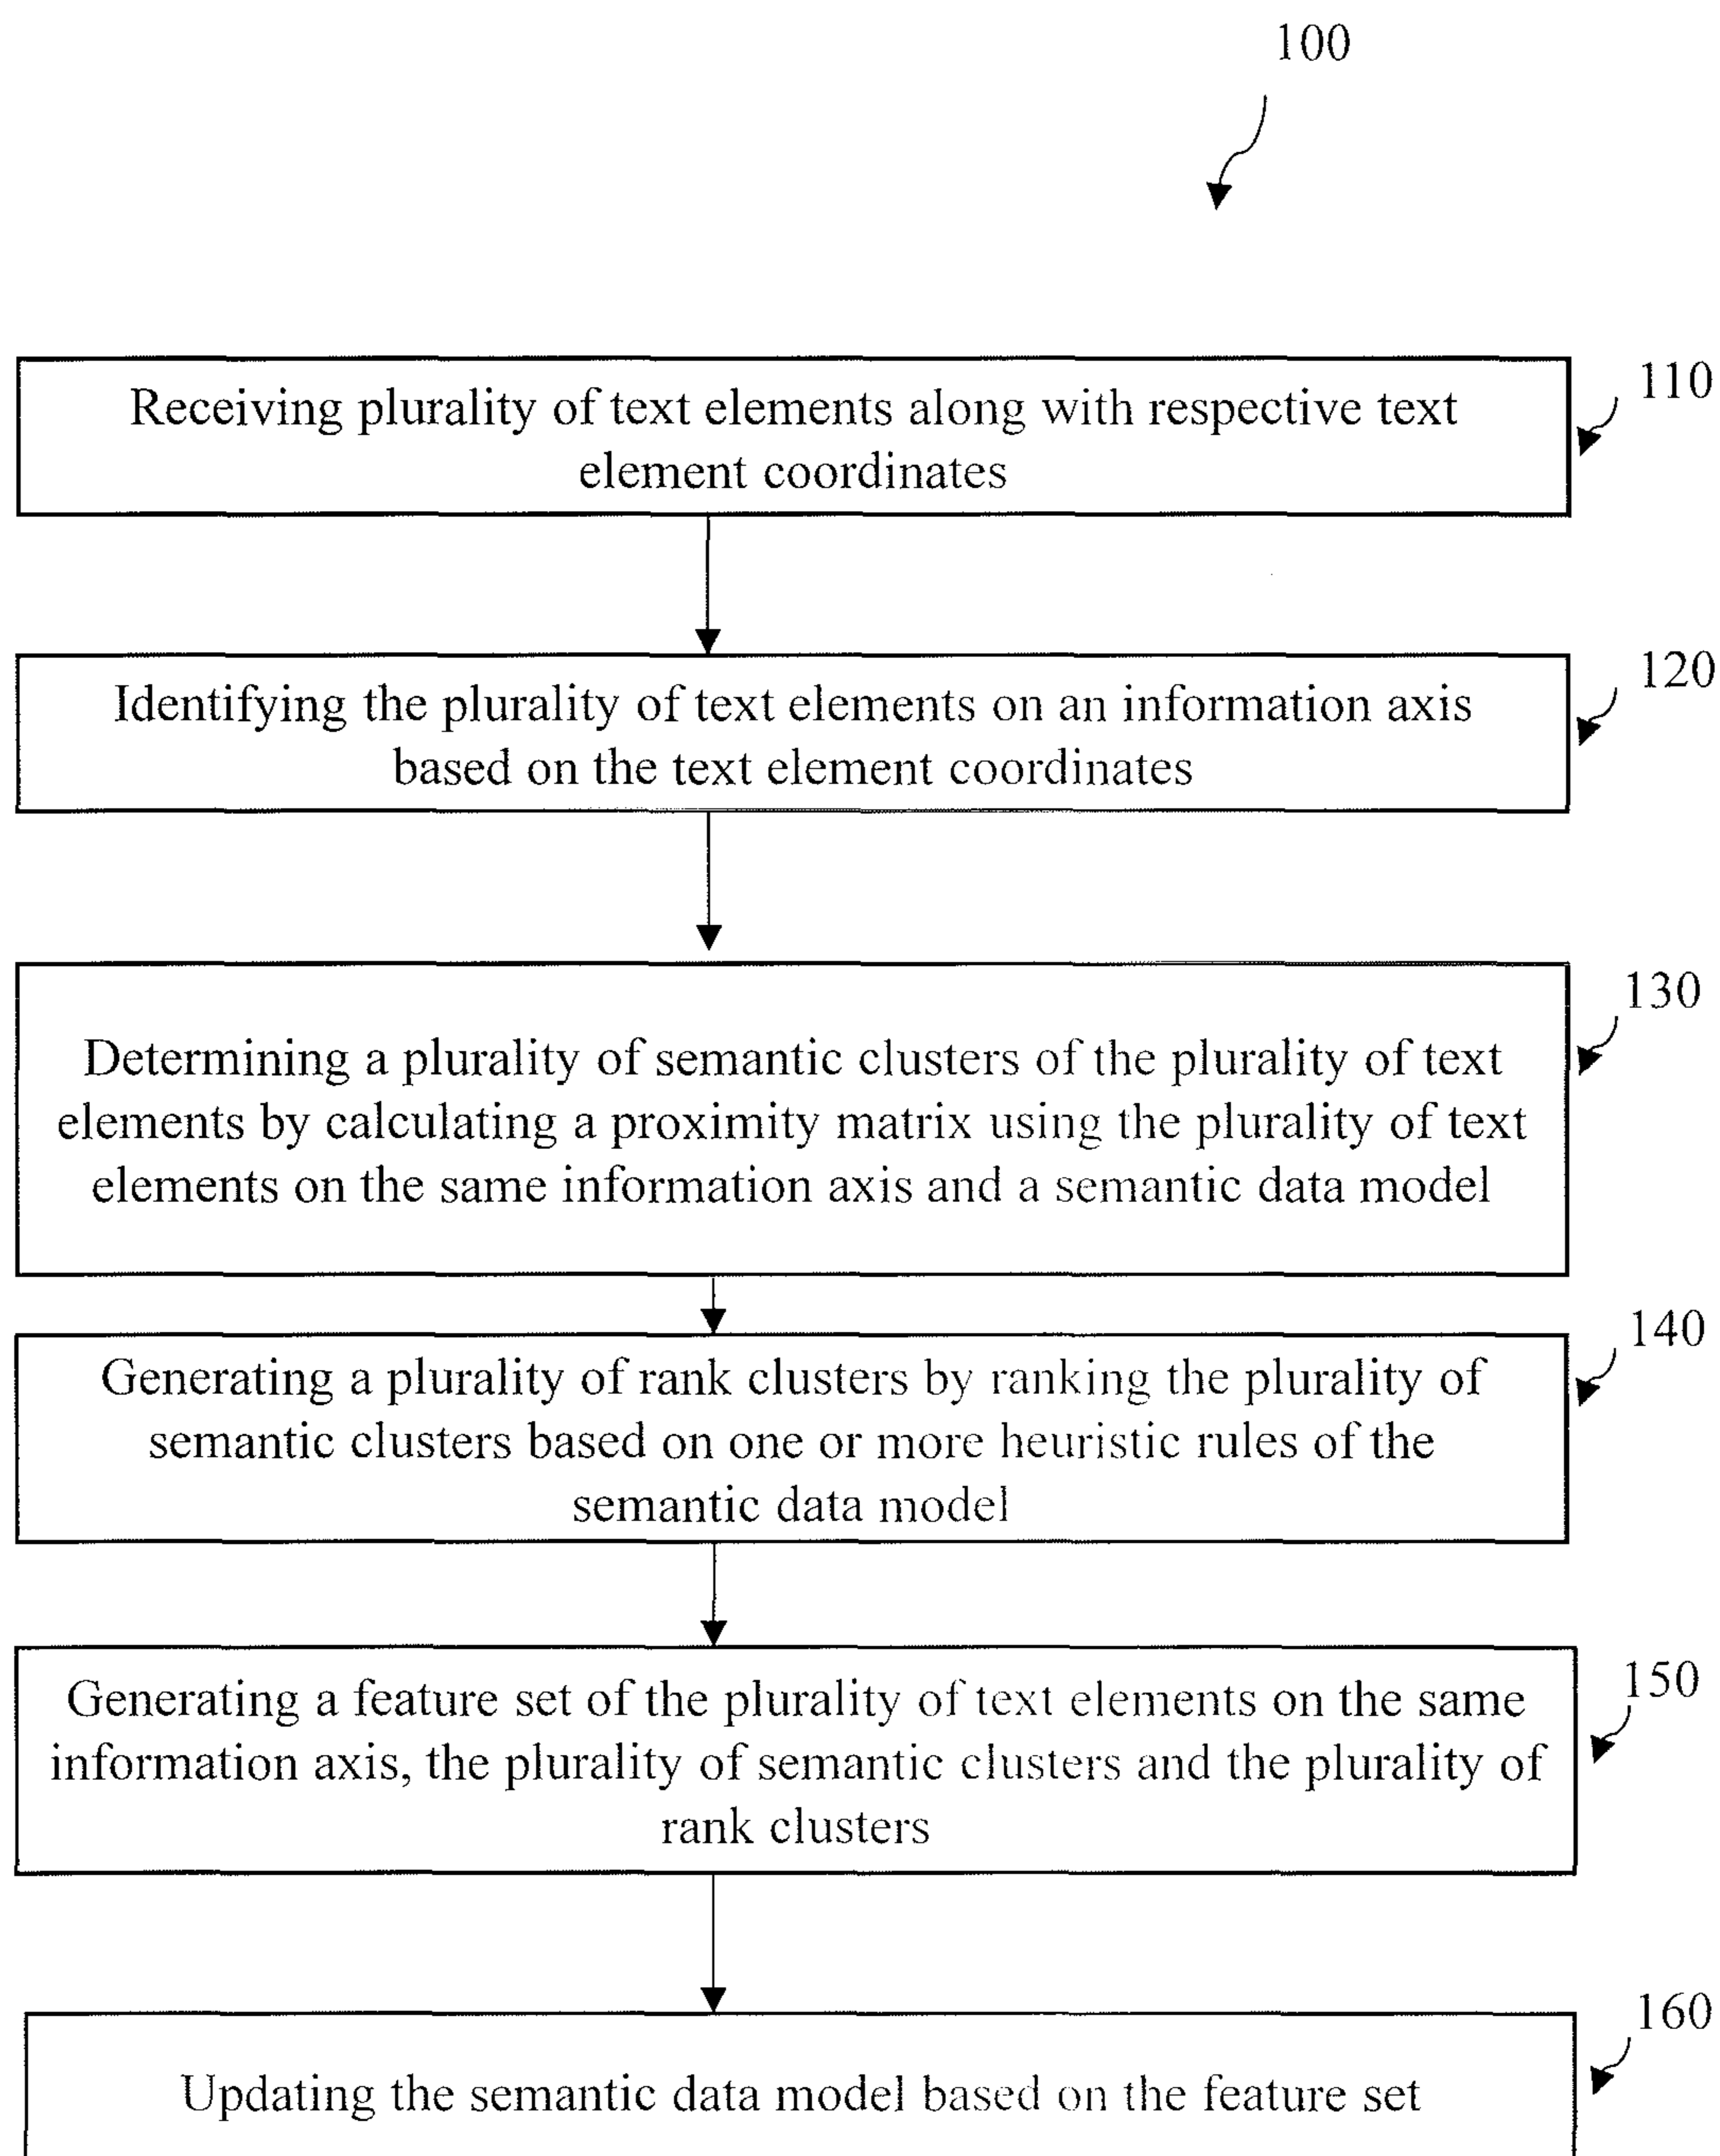 100
Receiving plurality of text elements along with respective text
element coordinates
110
Identifying the plurality of text elements on an information axis
based on the text element coordinates
120
Determining a plurality of semantic clusters of the plurality of text
elements by calculating a proximity matrix using the plurality of text
elements on the same information axis and a semantic data model
130
Generating a plurality of rank clusters by ranking the plurality of
semantic clusters based on one or more heuristic rules of the
semantic data model
140
Generating a feature set of the plurality of text elements on the same
information axis, the plurality of semantic clusters and the plurality of
rank clusters
150
Updating the semantic data model based on the feature set
160